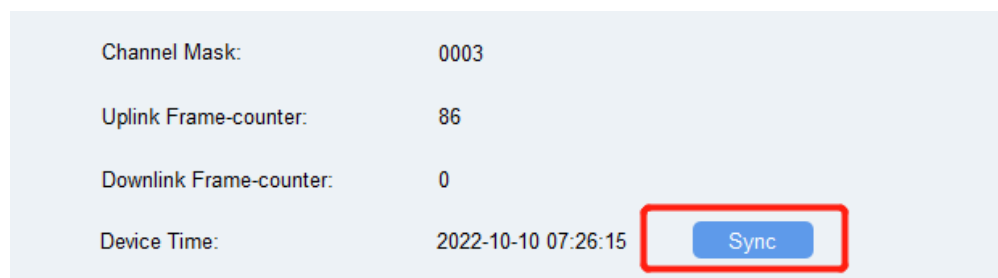 Channel Mask: 0003
Uplink Frame-counter: 86
Downlink Frame-counter: 0
Device Time: 2022-10-10 07:26:15 Sync